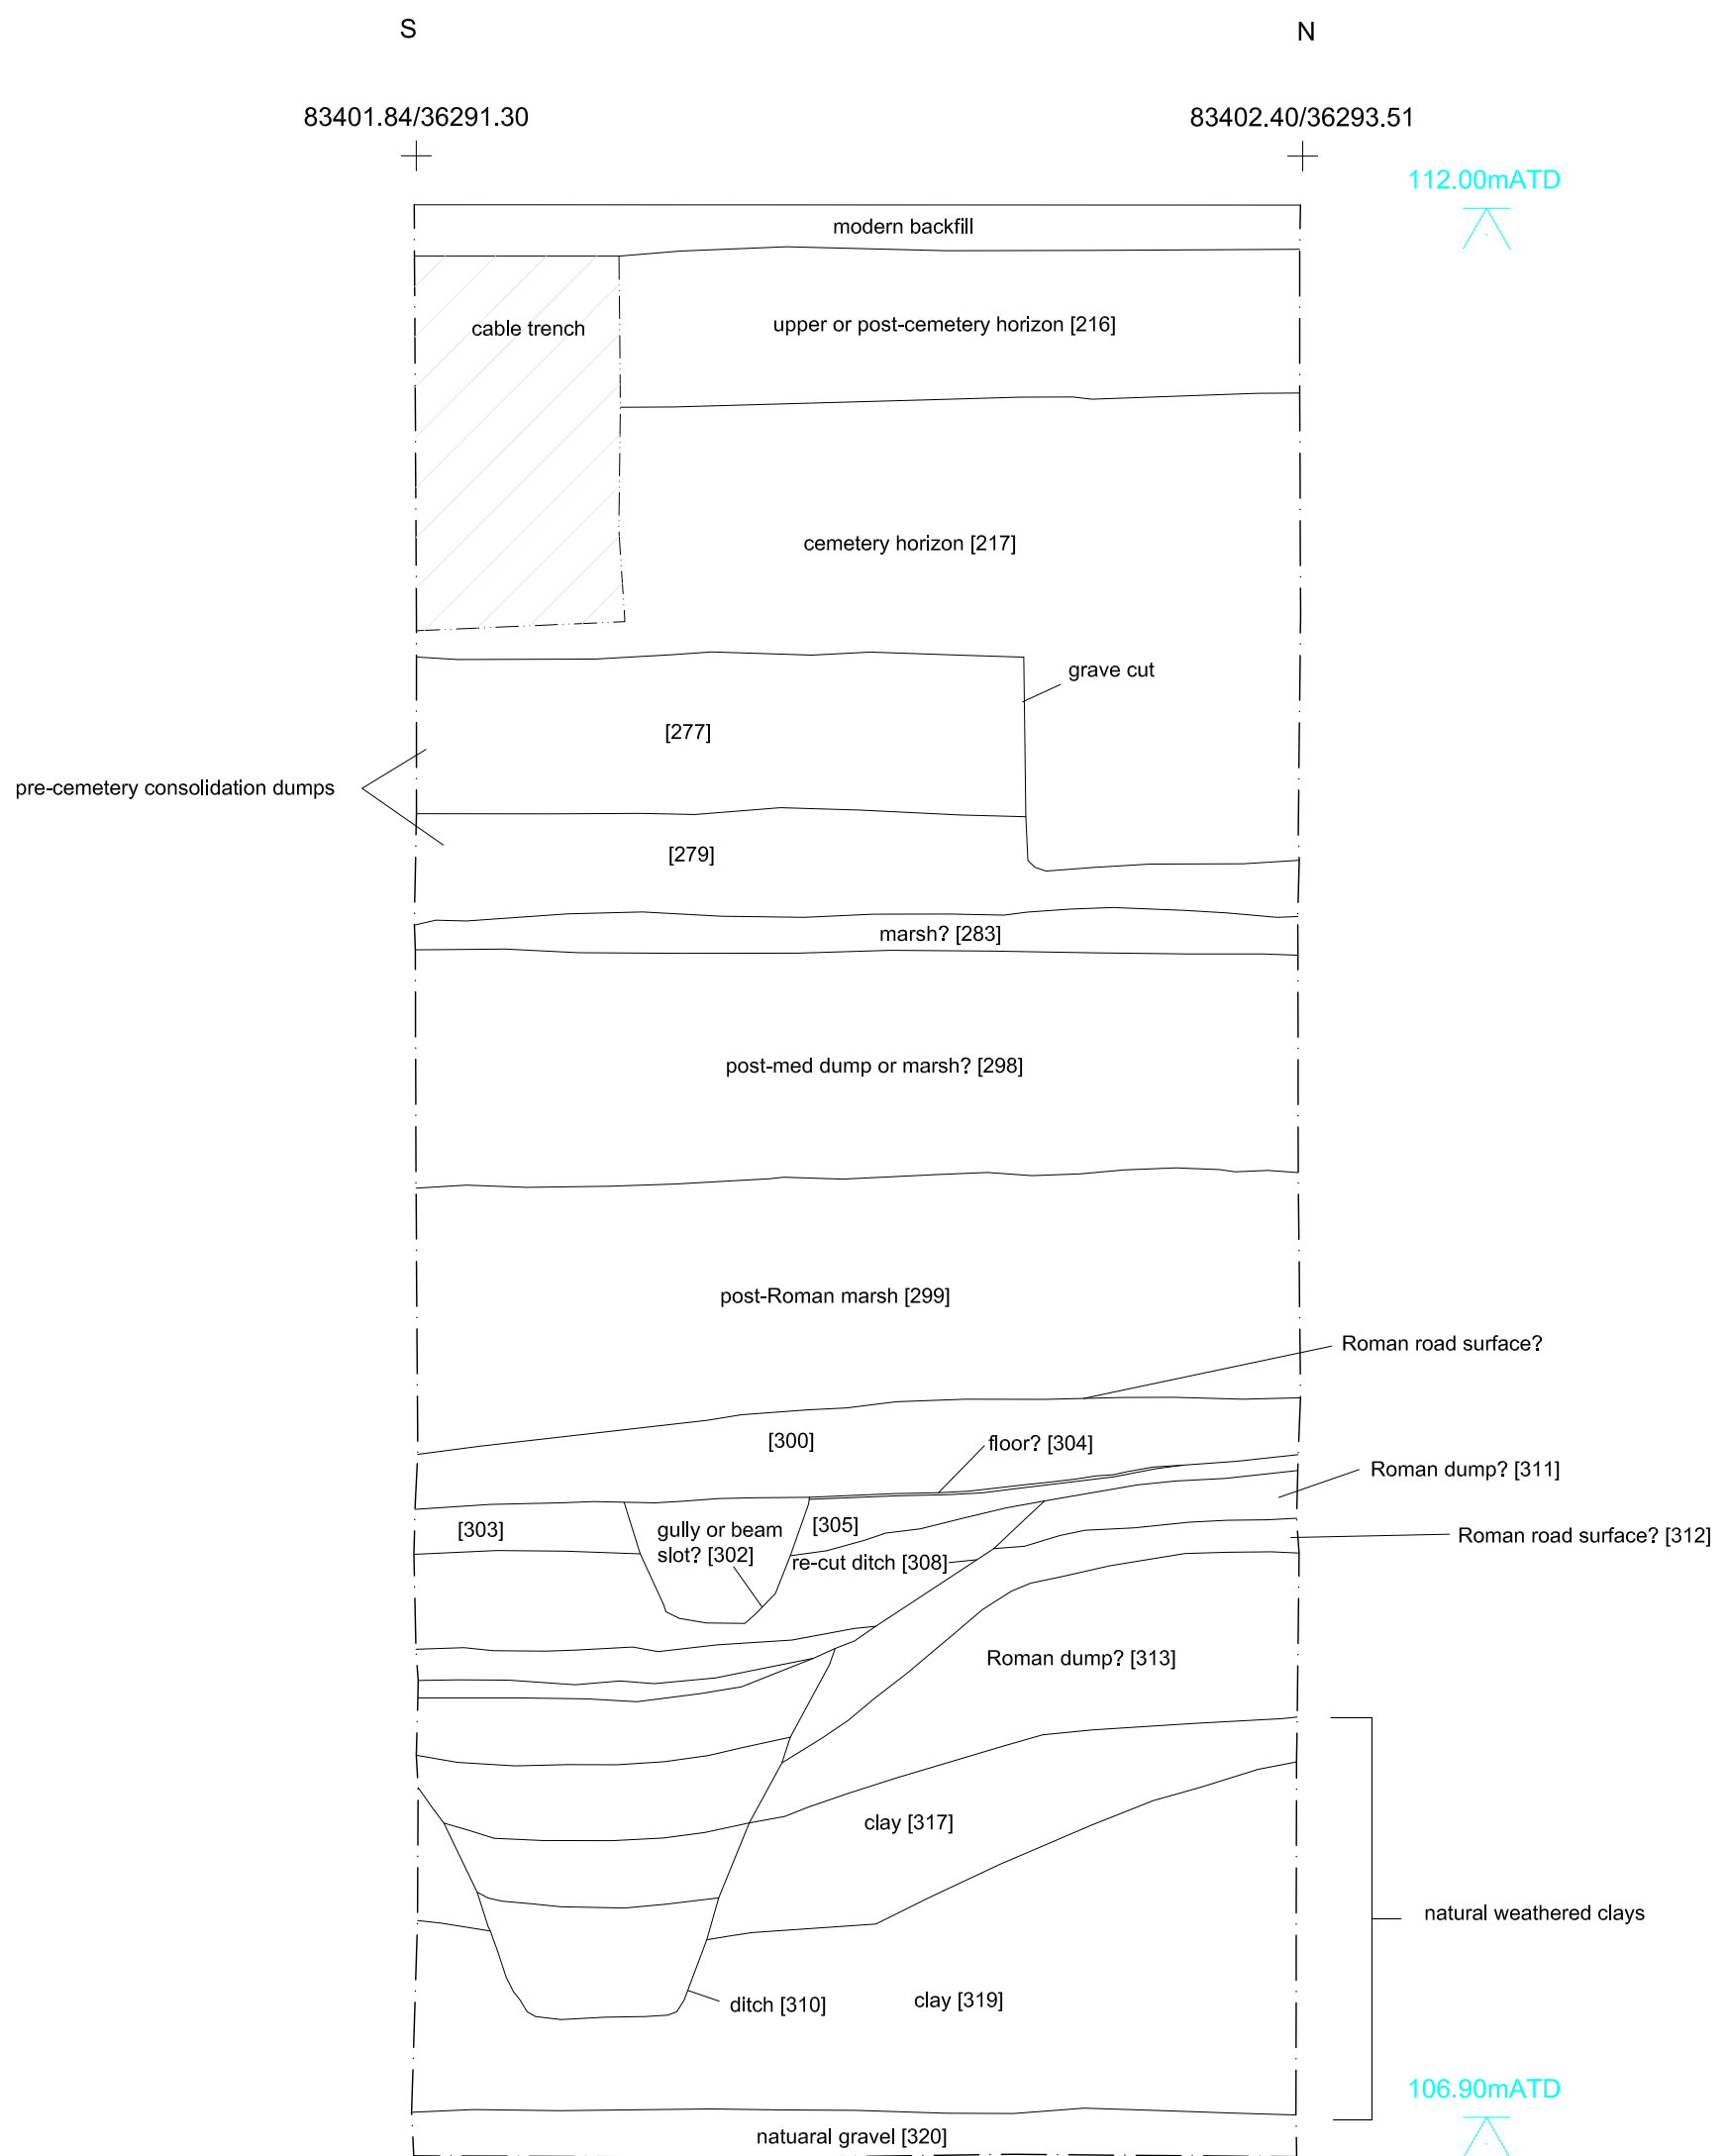 S
N
83401.84/36291.30
83402.40/36293.51
112.00mATD
modern backfill
cable trench
upper or post-cemetery horizon [216]
cemetery horizon [217]
grave cut
[277]
pre-cemetery consolidation dumps
[279]
marsh? [283]
post-med dump or marsh? [298]
post-Roman marsh [299]
Roman road surface?
[300]
floor? [304]
Roman dump? [311]
[303]
gully or beam
slot? [302]
[305]
Roman road surface? [312]
re-cut ditch [308]
Roman dump? [313]
clay [317]
natural weathered clays
ditch [310]
clay [319]
106.90mATD
natuaral gravel [320]